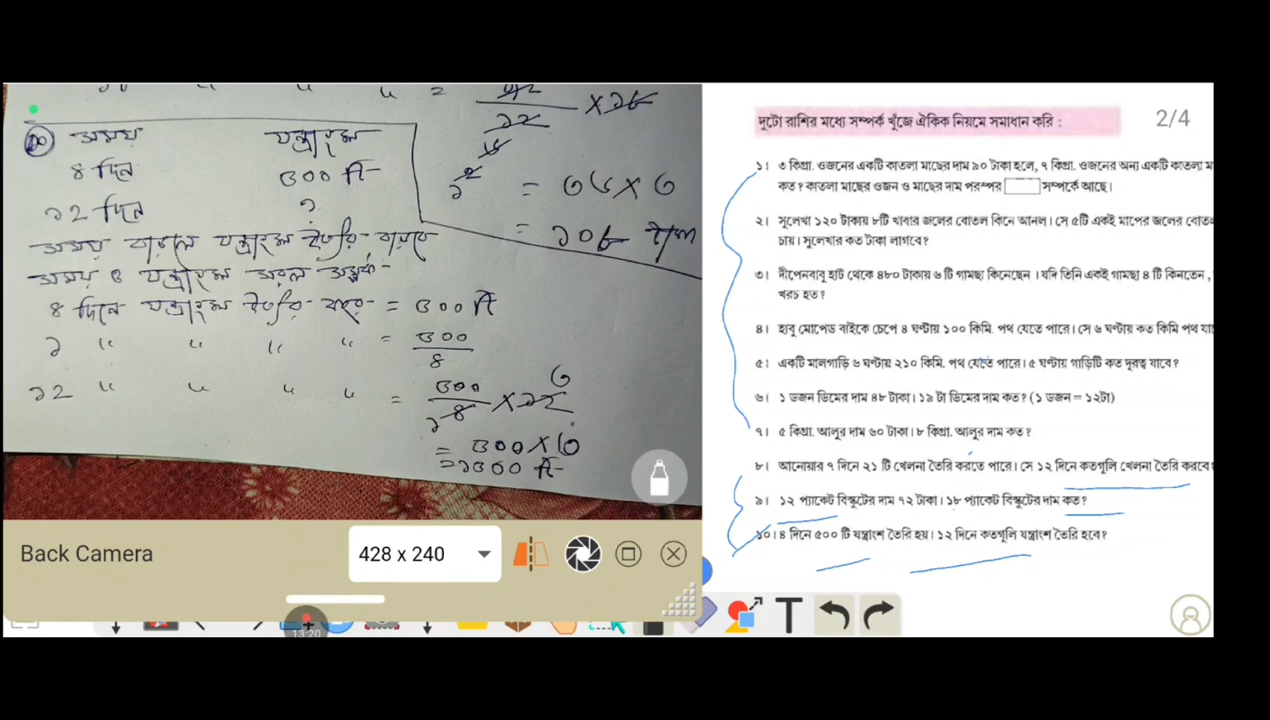 ১০
সময় যন্ত্রাংশ
৪ দিন ৫০০ টি
১২ দিন ?
সময় বাড়লে যন্ত্রাংশ তৈরি বাড়বে
সময় ও যন্ত্রাংশ সরল সম্পর্ক
৪ দিনে যন্ত্রাংশ তৈরি করে = ৫০০ টি
১ " " " " = ৫০০/৪
১২ " " " " = ৫০০/৪ × ১২ ৩
= ৫০০ × ৩
= ১৫০০ টি
= ৩৬ × ৩
= ১০৮ টাকা
Back Camera
428 x 240
13:20
T
2/4
দুটো রাশির মধ্যে সম্পর্ক খুঁজে ঐকিক নিয়মে সমাধান করি :
১। ৩ কিগ্রা. ওজনের একটি কাতলা মাছের দাম ৯০ টাকা হলে, ৭ কিগ্রা. ওজনের অন্য একটি কাতলা
কত? কাতলা মাছের ওজন ও মাছের দাম পরস্পর সম্পর্কে আছে।
২। সুলেখা ১২০ টাকায় ৮টি খাবার জলের বোতল কিনে আনল। সে ৫টি একই মাপের জলের বোতল
চায়। সুলেখার কত টাকা লাগবে?
৩। দীপেনবাবু হাট থেকে ৪৮০ টাকায় ৬ টি গামছা কিনেছেন। যদি তিনি একই গামছা ৪ টি কিনতেন,
খরচ হত?
৪। হাবু মোপেড বাইকে চেপে ৪ ঘণ্টায় ১০০ কিমি. পথ যেতে পারে। সে ৬ ঘণ্টায় কত কিমি পথ
৫। একটি মালগাড়ি ৬ ঘণ্টায় ২১০ কিমি. পথ যেতে পারে। ৫ ঘণ্টায় গাড়িটি কত দূরত্ব যাবে?
৬। ১ ডজন ডিমের দাম ৪৮ টাকা। ১৯ টা ডিমের দাম কত? (১ ডজন = ১২টা)
৭। ৫ কিগ্রা. আলুর দাম ৬০ টাকা। ৮ কিগ্রা. আলুর দাম কত?
৮। আনোয়ার ৭ দিনে ২১ টি খেলনা তৈরি করতে পারে। সে ১২ দিনে কতগুলি খেলনা তৈরি করবে?
৯। ১২ প্যাকেট বিস্কুটের দাম ৭২ টাকা। ১৮ প্যাকেট বিস্কুটের দাম কত?
১০। ৪ দিনে ৫০০ টি যন্ত্রাংশ তৈরি হয়। ১২ দিনে কতগুলি যন্ত্রাংশ তৈরি হবে?